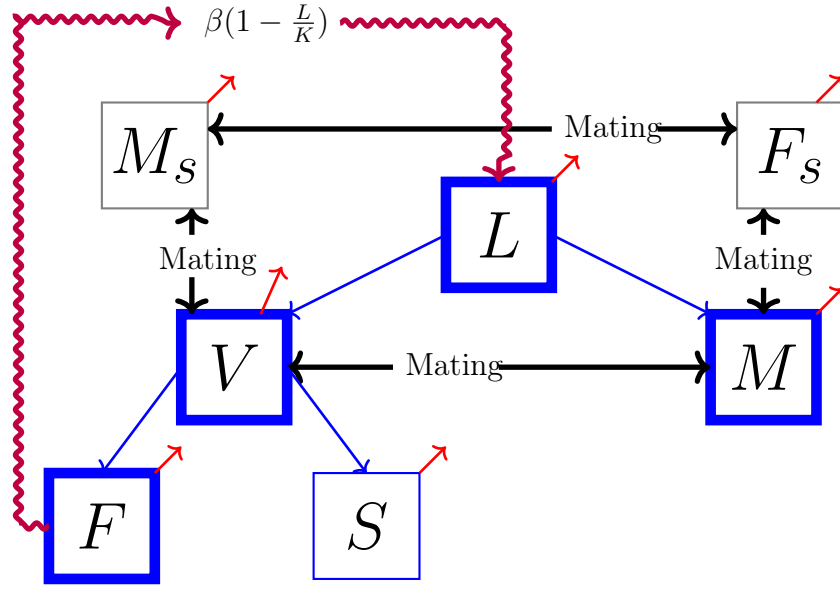 β(1 − L/K)
M_s
Mating
F_s
L
Mating
Mating
V
Mating
M
F
S